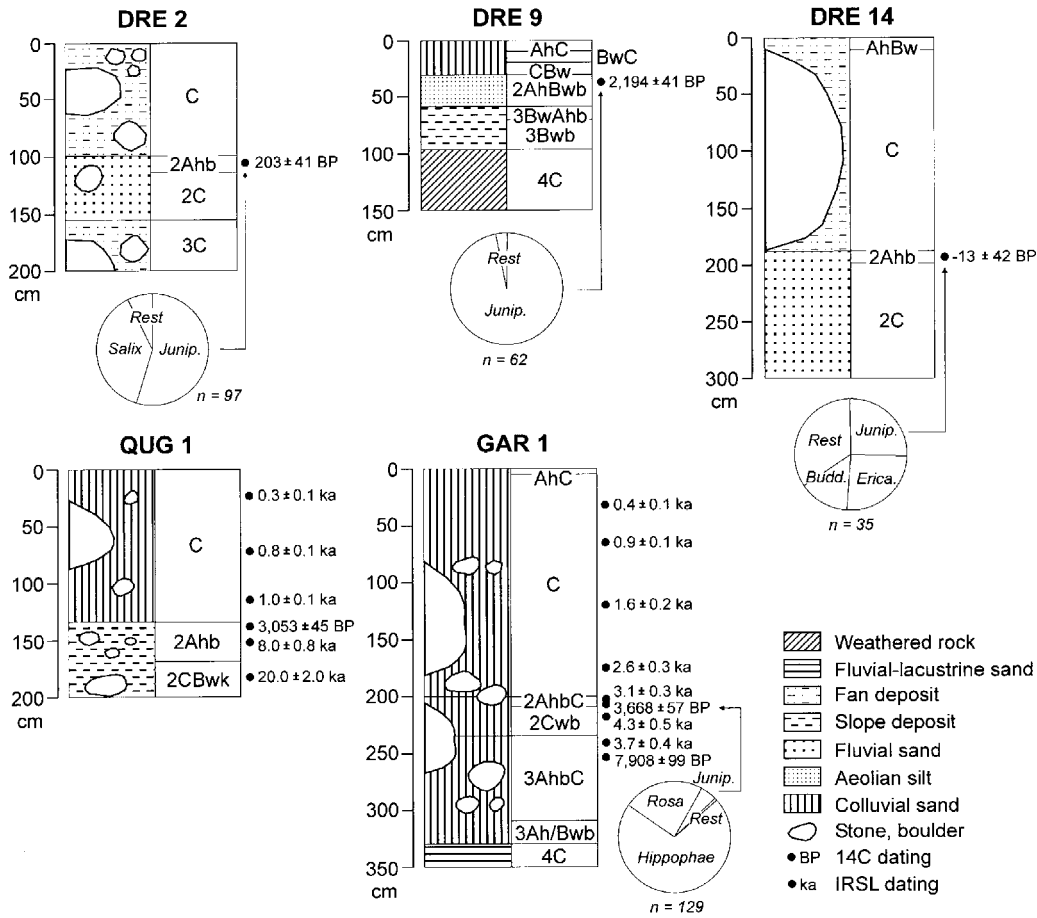 DRE 2
0
50
100
150
200
cm
C
2Ahb
2C
3C
203 ± 41 BP
Rest
Salix
Junip.
n = 97
DRE 9
0
50
100
150
cm
AhC
BwC
CBw
2AhBwb
3BwAhb
3Bwb
4C
2,194 ± 41 BP
Rest
Junip.
n = 62
DRE 14
0
50
100
150
200
250
300
cm
AhBw
C
2Ahb
2C
-13 ± 42 BP
Rest
Junip.
Budd.
Erica.
n = 35
QUG 1
0
50
100
150
200
cm
C
2Ahb
2CBwk
0.3 ± 0.1 ka
0.8 ± 0.1 ka
1.0 ± 0.1 ka
3,053 ± 45 BP
8.0 ± 0.8 ka
20.0 ± 2.0 ka
GAR 1
0
50
100
150
200
250
300
350
cm
AhC
C
2AhbC
2Cwb
3AhbC
3Ah/Bwb
4C
0.4 ± 0.1 ka
0.9 ± 0.1 ka
1.6 ± 0.2 ka
2.6 ± 0.3 ka
3.1 ± 0.3 ka
3,668 ± 57 BP
4.3 ± 0.5 ka
3.7 ± 0.4 ka
7,908 ± 99 BP
Junip.
Rosa
Rest
Hippophae
n = 129
Weathered rock
Fluvial-lacustrine sand
Fan deposit
Slope deposit
Fluvial sand
Aeolian silt
Colluvial sand
Stone, boulder
● BP 14C dating
● ka IRSL dating